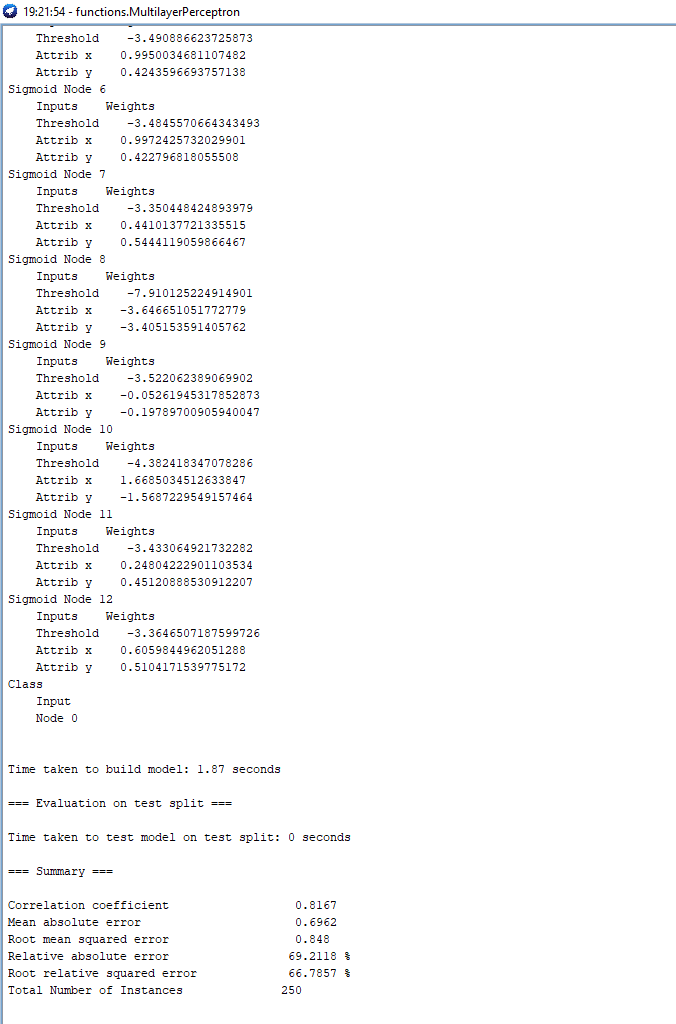 19:21:54 - functions.MultilayerPerceptron
Threshold -3.490886623725873
Attrib x 0.9950034681107482
Attrib y 0.4243596693757138
Sigmoid Node 6
Inputs Weights
Threshold -3.4845570664343493
Attrib x 0.9972425732029901
Attrib y 0.422796818055508
Sigmoid Node 7
Inputs Weights
Threshold -3.350448424893979
Attrib x 0.4410137721335515
Attrib y 0.5444119059866467
Sigmoid Node 8
Inputs Weights
Threshold -7.910125224914901
Attrib x -3.646651051772779
Attrib y -3.405153591405762
Sigmoid Node 9
Inputs Weights
Threshold -3.522062389069902
Attrib x -0.05261945317852873
Attrib y -0.19789700905940047
Sigmoid Node 10
Inputs Weights
Threshold -4.382418347078286
Attrib x 1.6685034512633847
Attrib y -1.5687229549157464
Sigmoid Node 11
Inputs Weights
Threshold -3.433064921732282
Attrib x 0.24804222901103534
Attrib y 0.45120888530912207
Sigmoid Node 12
Inputs Weights
Threshold -3.3646507187599726
Attrib x 0.6059844962051288
Attrib y 0.5104171539775172
Class
Input
Node 0
Time taken to build model: 1.87 seconds
=== Evaluation on test split ===
Time taken to test model on test split: 0 seconds
=== Summary ===
Correlation coefficient 0.8167
Mean absolute error 0.6962
Root mean squared error 0.848
Relative absolute error 69.2118 %
Root relative squared error 66.7857 %
Total Number of Instances 250